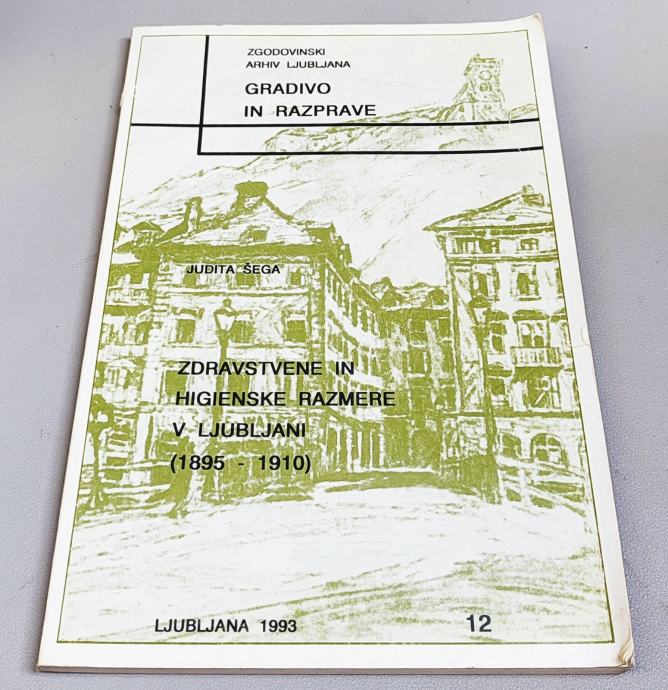 ZGODOVINSKI
ARHIV LJUBLJANA
GRADIVO
IN RAZPRAVE
JUDITA ŠEGA
ZDRAVSTVENE IN
HIGIENSKE RAZMERE
V LJUBLJANI
(1895 - 1910)
LJUBLJANA 1993 12